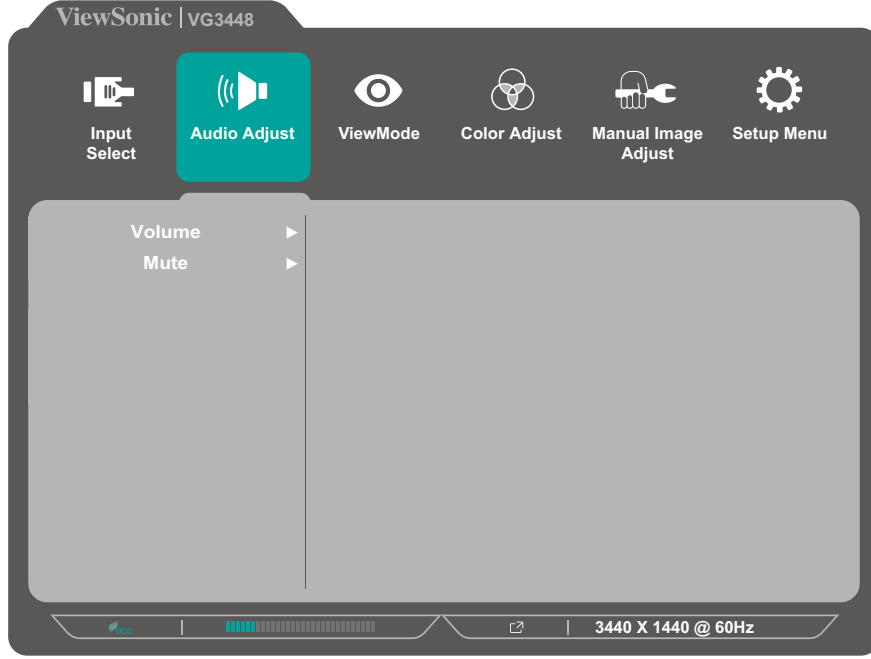 ViewSonic | VG3448
Input
Select
Audio Adjust
ViewMode
Color Adjust
Manual Image
Adjust
Setup Menu
Volume
Mute
eco
3440 X 1440 @ 60Hz